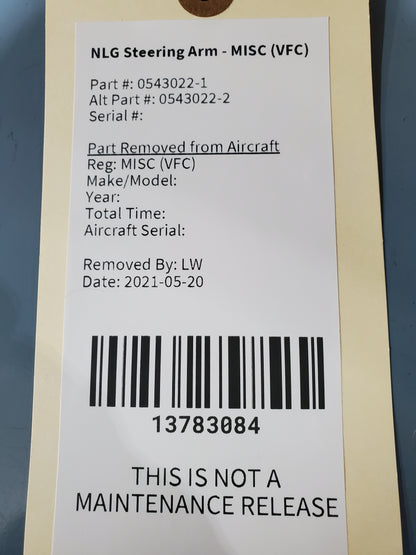 NLG Steering Arm - MISC (VFC)
Part #: 0543022-1
Alt Part #: 0543022-2
Serial #:
Part Removed from Aircraft
Reg: MISC (VFC)
Make/Model:
Year:
Total Time:
Aircraft Serial:
Removed By: LW
Date: 2021-05-20
13783084
THIS IS NOT A
MAINTENANCE RELEASE